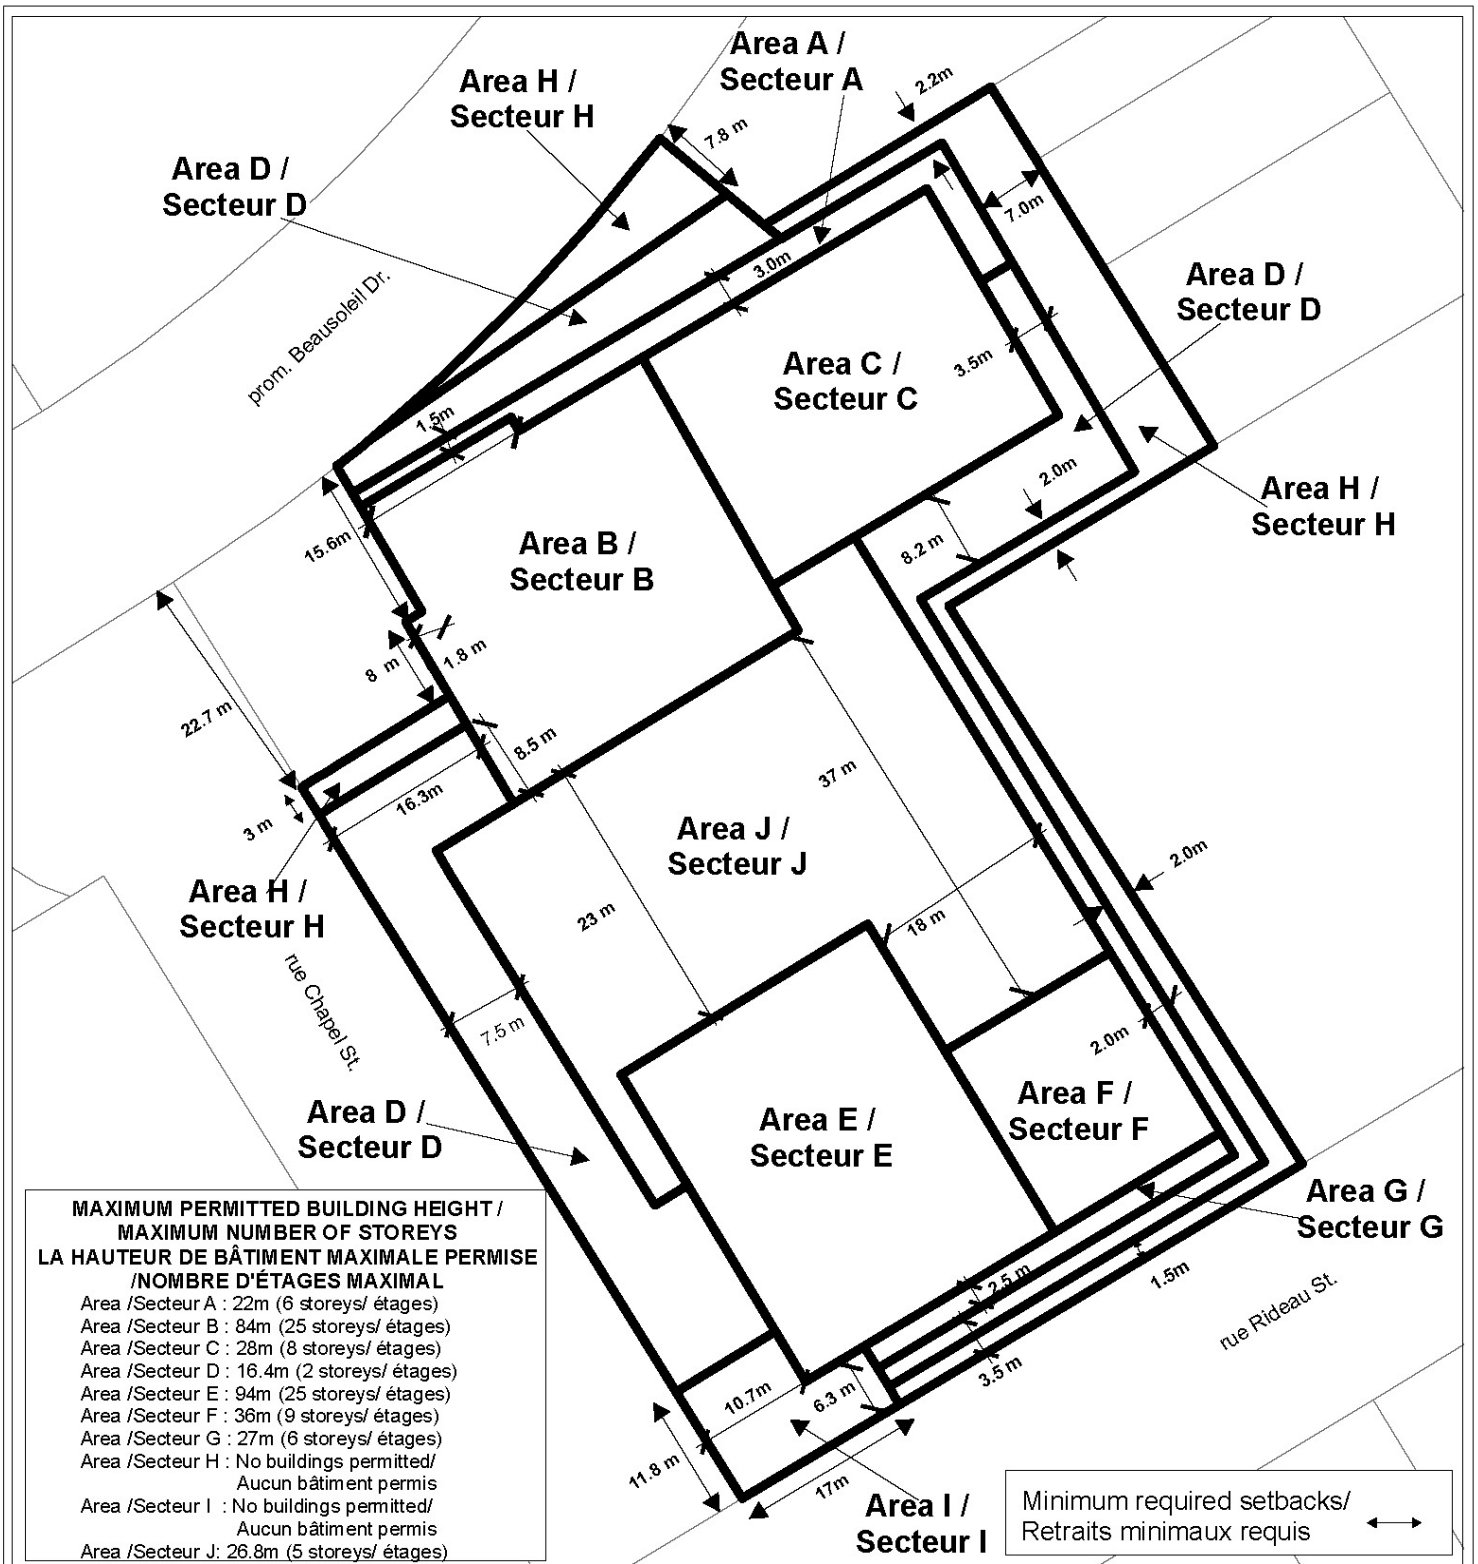 Area A /
Secteur A
Area H /
Secteur H
Area D /
Secteur D
2.2m
7.8 m
7.0m
3.0m
prom. Beausoleil Dr.
Area D /
Secteur D
Area C /
Secteur C
3.5m
1.5m
2.0m
Area H /
Secteur H
15.6m
Area B /
Secteur B
8.2 m
8 m
1.8 m
22.7 m
8.5 m
37 m
16.3m
3 m
Area J /
Secteur J
2.0m
Area H /
Secteur H
23 m
18 m
rue Chapel St.
7.5 m
2.0m
Area D /
Secteur D
Area E /
Secteur E
Area F /
Secteur F
Area G /
Secteur G
2.5 m
1.5m
rue Rideau St.
3.5 m
10.7m
6.3 m
11.8 m
17m
Area I /
Secteur I
MAXIMUM PERMITTED BUILDING HEIGHT /
MAXIMUM NUMBER OF STOREYS
LA HAUTEUR DE BÂTIMENT MAXIMALE PERMISE
/NOMBRE D'ÉTAGES MAXIMAL
Area /Secteur A : 22m (6 storeys/ étages)
Area /Secteur B : 84m (25 storeys/ étages)
Area /Secteur C : 28m (8 storeys/ étages)
Area /Secteur D : 16.4m (2 storeys/ étages)
Area /Secteur E : 94m (25 storeys/ étages)
Area /Secteur F : 36m (9 storeys/ étages)
Area /Secteur G : 27m (6 storeys/ étages)
Area /Secteur H : No buildings permitted/
Aucun bâtiment permis
Area /Secteur I : No buildings permitted/
Aucun bâtiment permis
Area /Secteur J: 26.8m (5 storeys/ étages)
Minimum required setbacks/
Retraits minimaux requis